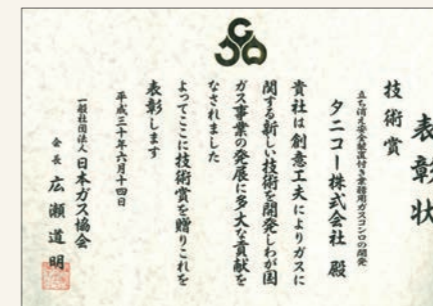 表彰状
技術賞
立ち消え安全装置付き業務用ガスコンロの開発
タニコー株式会社 殿
貴社は創意工夫によりガスに
関する新しい技術を開発しわが国
ガス事業の発展に多大な貢献を
なされました
よってここに技術賞を贈りこれを
表彰します
平成三十年六月十四日
一般社団法人日本ガス協会
会長 広瀬道明